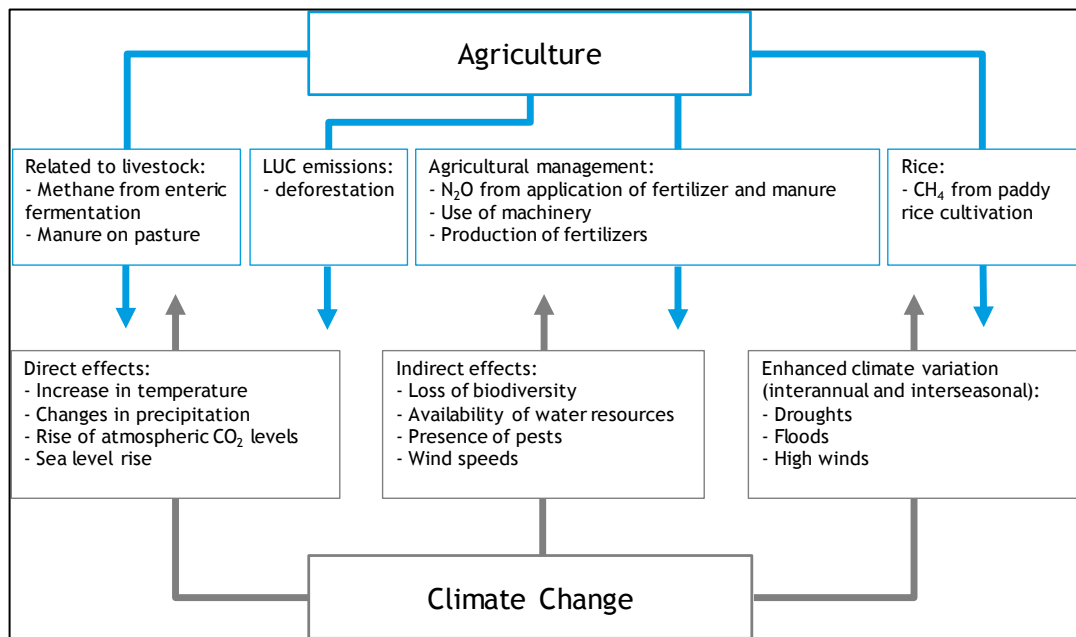 Agriculture
Related to livestock:
- Methane from enteric
fermentation
- Manure on pasture
LUC emissions:
- deforestation
Agricultural management:
- N₂O from application of fertilizer and manure
- Use of machinery
- Production of fertilizers
Rice:
- CH₄ from paddy
rice cultivation
Direct effects:
- Increase in temperature
- Changes in precipitation
- Rise of atmospheric CO₂ levels
- Sea level rise
Indirect effects:
- Loss of biodiversity
- Availability of water resources
- Presence of pests
- Wind speeds
Enhanced climate variation
(interannual and interseasonal):
- Droughts
- Floods
- High winds
Climate Change